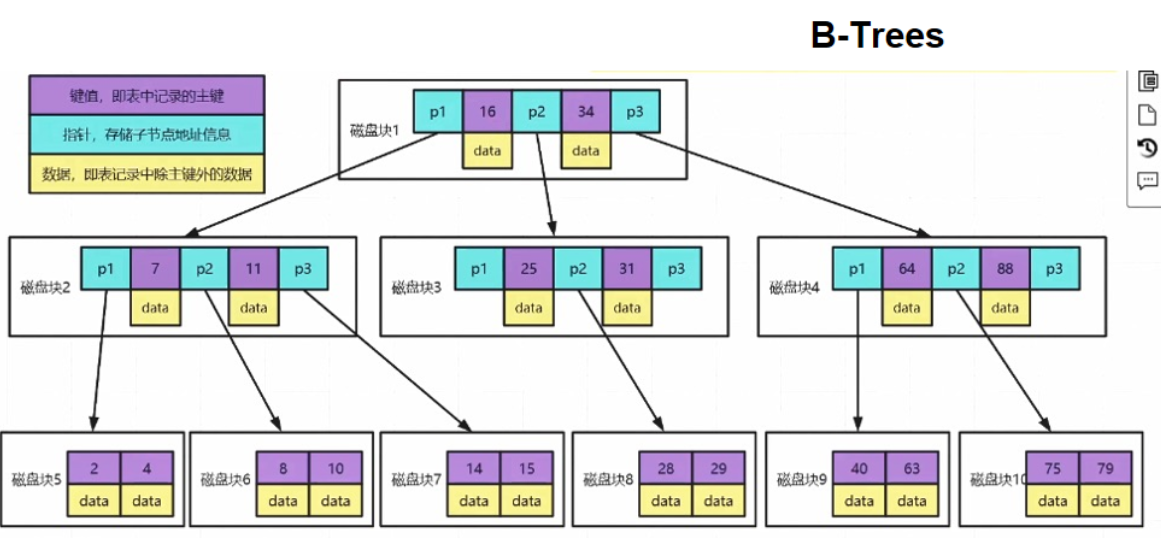 B-Trees
键值，即表中记录的主键
指针，存储子节点地址信息
数据，即表记录中除主键外的数据
磁盘块1
p1 16 p2 34 p3
data data
磁盘块2
p1 7 p2 11 p3
data data
磁盘块3
p1 25 p2 31 p3
data data
磁盘块4
p1 64 p2 88 p3
data data
磁盘块5
2 4
data data
磁盘块6
8 10
data data
磁盘块7
14 15
data data
磁盘块8
28 29
data data
磁盘块9
40 63
data data
磁盘块10
75 79
data data